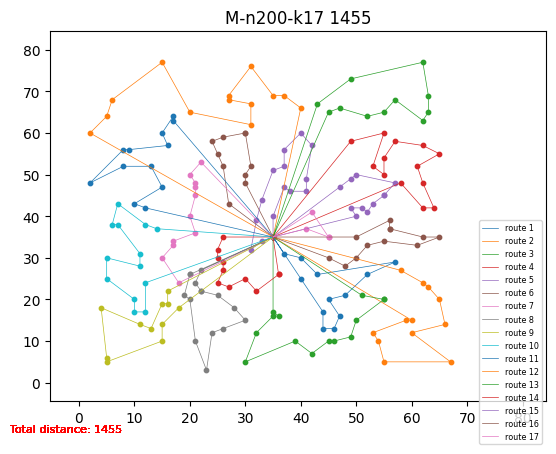 M-n200-k17 1455
80
70
60
50
40
30
20
10
0
0
10
20
30
40
50
60
70
80
route 1
route 2
route 3
route 4
route 5
route 6
route 7
route 8
route 9
route 10
route 11
route 12
route 13
route 14
route 15
route 16
route 17
Total distance: 1455